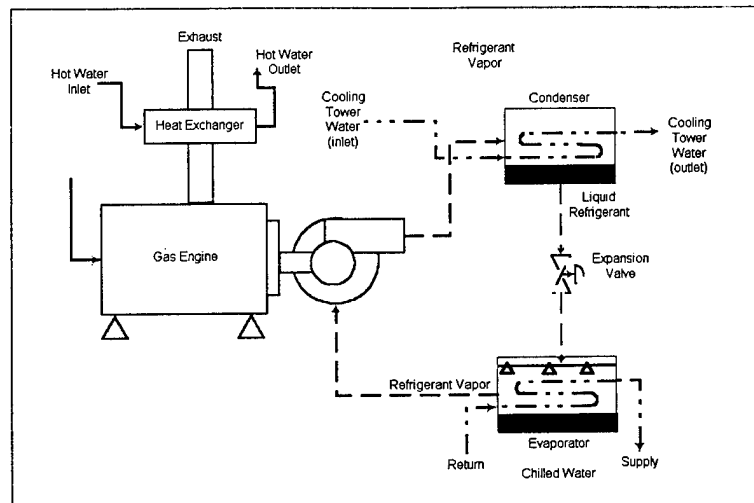 Exhaust
Hot Water
Inlet
Hot Water
Outlet
Heat Exchanger
Gas Engine
Refrigerant
Vapor
Cooling
Tower
Water
(inlet)
Condenser
Cooling
Tower
Water
(outlet)
Liquid
Refrigerant
Expansion
Valve
Refrigerant Vapor
Evaporator
Return
Chilled Water
Supply